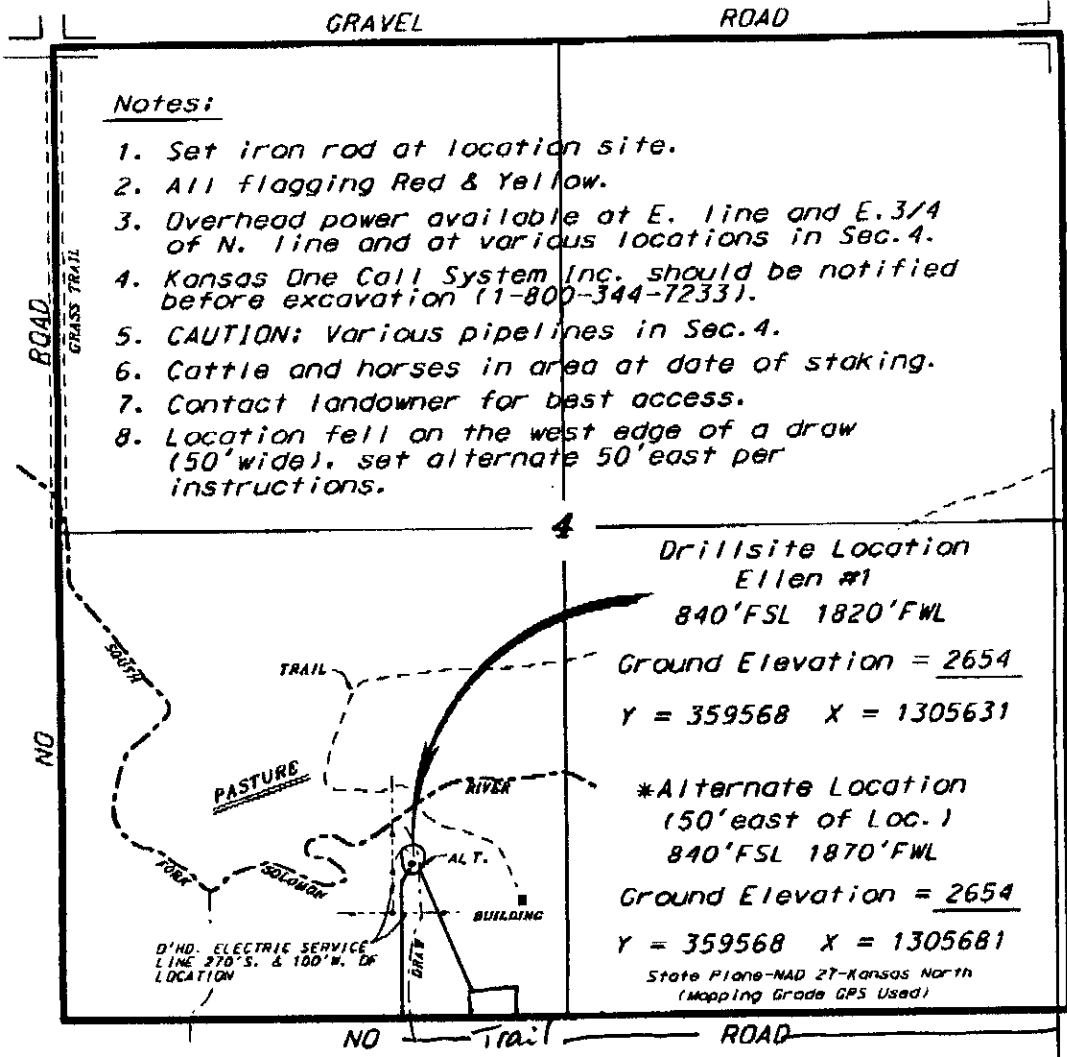 GRAVEL ROAD
Notes:
1. Set iron rod at location site.
2. All flagging Red & Yellow.
3. Overhead power available at E. line and E.3/4
of N. line and at various locations in Sec.4.
4. Kansas One Call System Inc. should be notified
before excavation (1-800-344-7233).
5. CAUTION: Various pipelines in Sec.4.
6. Cattle and horses in area at date of staking.
7. Contact landowner for best access.
8. Location fell on the west edge of a draw
(50'wide). set alternate 50'east per
instructions.
ROAD
GRASS TRAIL
4
Drillsite Location
Ellen #1
840'FSL 1820'FWL
Ground Elevation = 2654
Y = 359568 X = 1305631
*Alternate Location
(50'east of Loc.)
840'FSL 1870'FWL
Ground Elevation = 2654
Y = 359568 X = 1305681
State Plane-NAD 27-Kansas North
(Mapping Grade GPS Used)
SOUTH
TRAIL
NO
PASTURE
RIVER
ALT.
FORK
SOLOMON
BUILDING
O'HD. ELECTRIC SERVICE
LINE 270'S. & 100'W. OF
LOCATION
DRAW
NO Trail ROAD